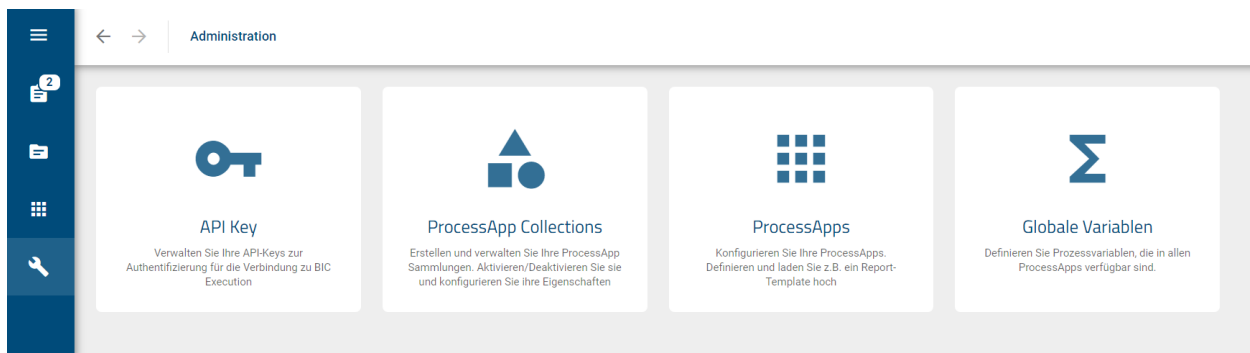 Administration
2
API Key
Verwalten Sie Ihre API-Keys zur
Authentifizierung für die Verbindung zu BIC
Execution
ProcessApp Collections
Erstellen und verwalten Sie Ihre ProcessApp
Sammlungen. Aktivieren/Deaktivieren Sie sie
und konfigurieren Sie ihre Eigenschaften
ProcessApps
Konfigurieren Sie Ihre ProcessApps.
Definieren und laden Sie z.B. ein Report-
Template hoch
Globale Variablen
Definieren Sie Prozessvariablen, die in allen
ProcessApps verfügbar sind.